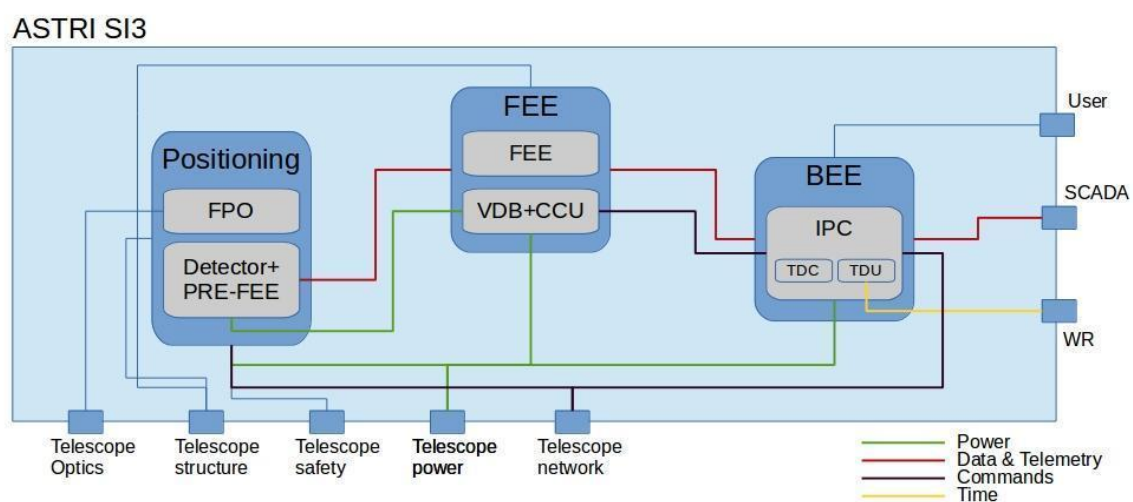 ASTRI SI3
FEE
FEE
VDB+CCU
Positioning
FPO
Detector+
PRE-FEE
BEE
IPC
TDC
TDU
User
SCADA
WR
Telescope
Optics
Telescope
structure
Telescope
safety
Telescope
power
Telescope
network
Power
Data & Telemetry
Commands
Time